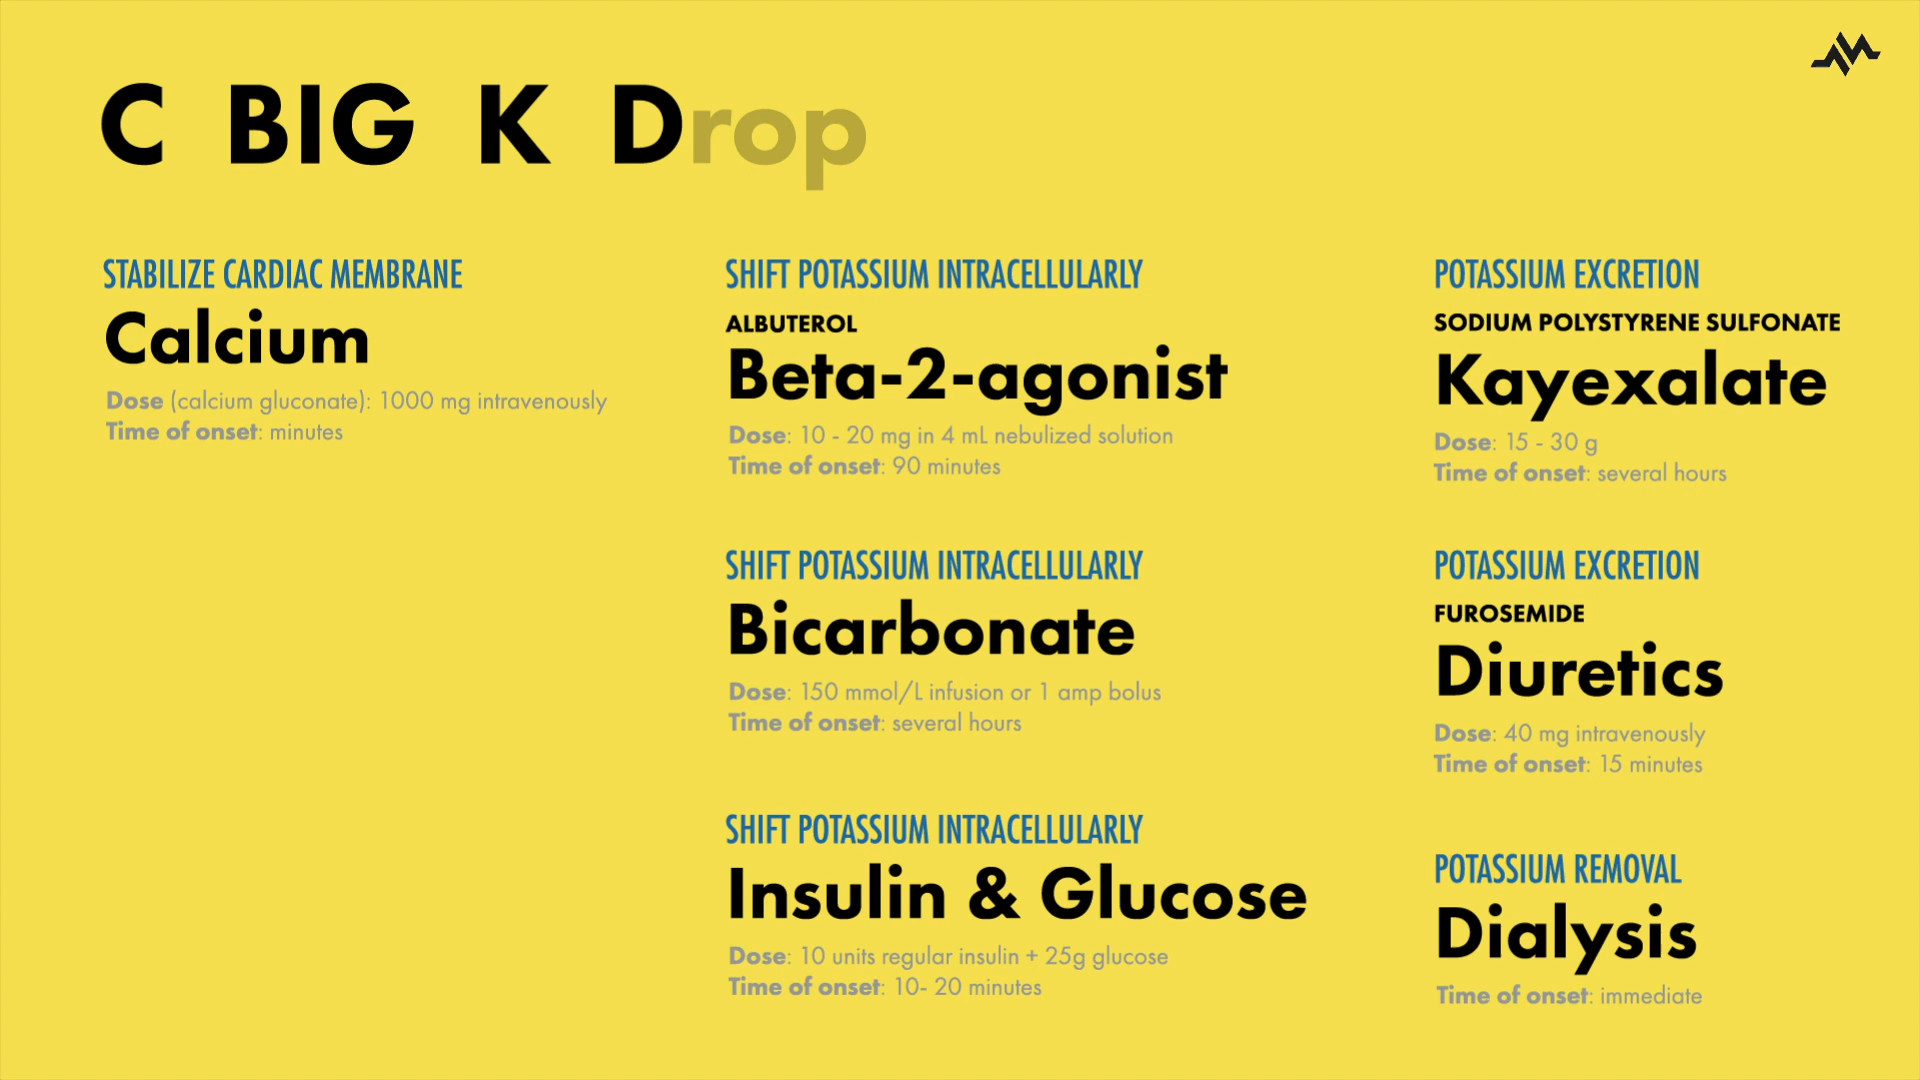 C BIG K Drop
STABILIZE CARDIAC MEMBRANE
Calcium
Dose (calcium gluconate): 1000 mg intravenously
Time of onset: minutes
SHIFT POTASSIUM INTRACELLULARLY
ALBUTEROL
Beta-2-agonist
Dose: 10 - 20 mg in 4 mL nebulized solution
Time of onset: 90 minutes
SHIFT POTASSIUM INTRACELLULARLY
Bicarbonate
Dose: 150 mmol/L infusion or 1 amp bolus
Time of onset: several hours
SHIFT POTASSIUM INTRACELLULARLY
Insulin & Glucose
Dose: 10 units regular insulin + 25g glucose
Time of onset: 10- 20 minutes
POTASSIUM EXCRETION
SODIUM POLYSTYRENE SULFONATE
Kayexalate
Dose: 15 - 30 g
Time of onset: several hours
POTASSIUM EXCRETION
FUROSEMIDE
Diuretics
Dose: 40 mg intravenously
Time of onset: 15 minutes
POTASSIUM REMOVAL
Dialysis
Time of onset: immediate